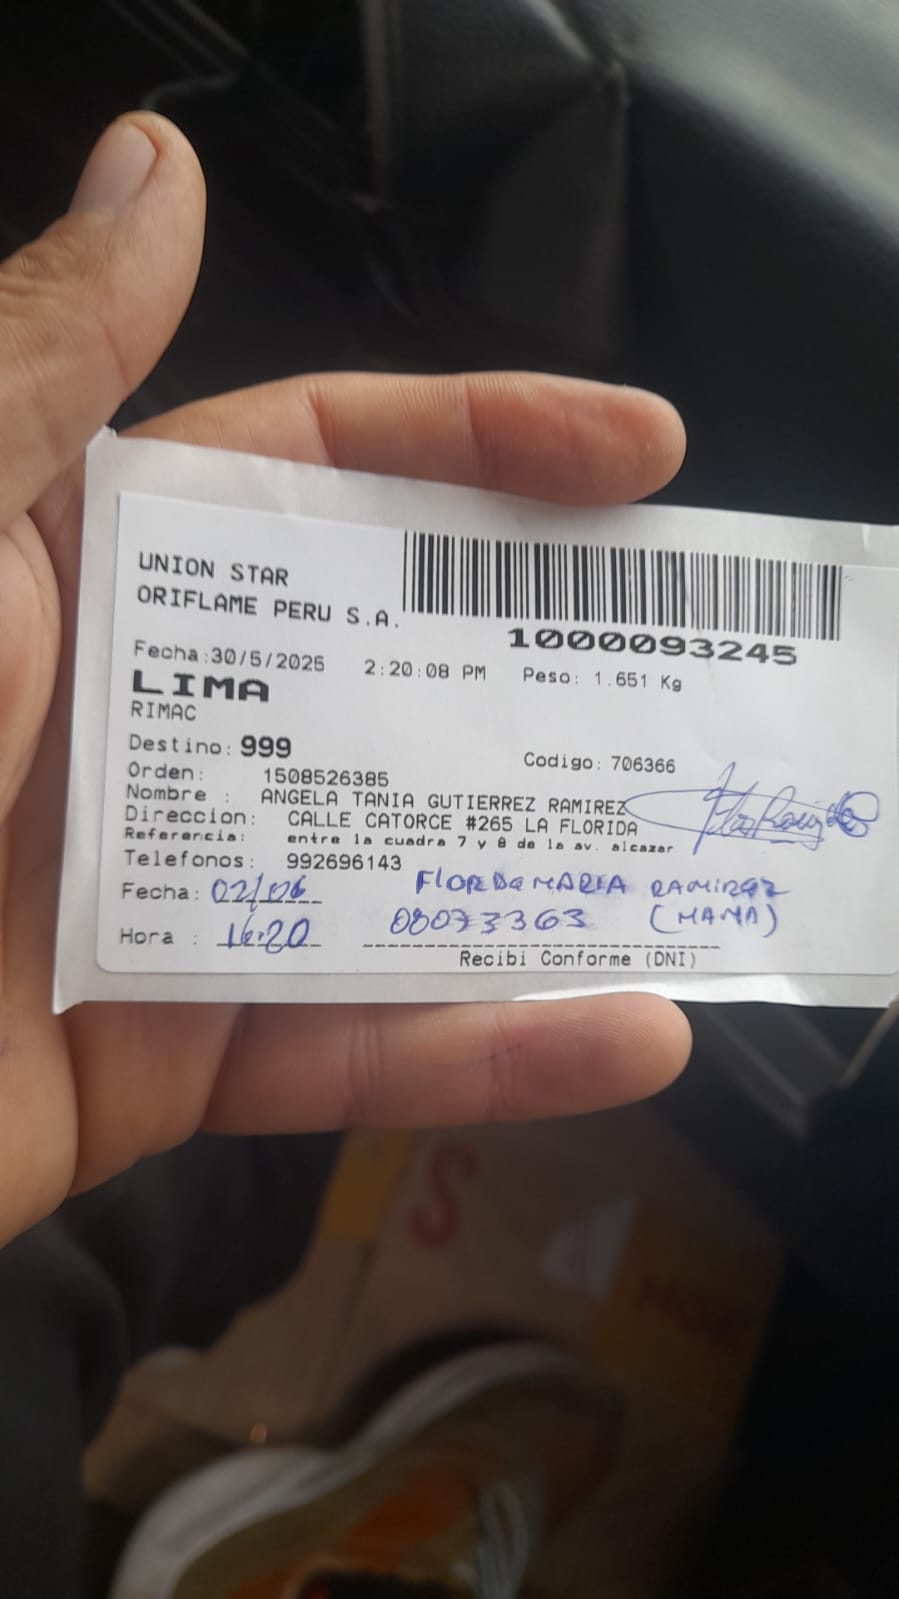 UNION STAR
ORIFLAME PERU S.A.
1000093245
Fecha:30/5/2025 2:20:08 PM Peso: 1.651 Kg
LIMA
RIMAC
Destino: 999
Codigo: 706366
Orden: 1508526385
Nombre : ANGELA TANIA GUTIERREZ RAMIREZ
Direccion: CALLE CATORCE #265 LA FLORIDA
Referencia: entre la cuadra 7 y 8 de la av. alcazar
Telefonos: 992696143
Fecha: 02/06 FLOR DE MARIA RAMIREZ
Hora : 16:20 08073363 (MAMA)
Recibi Conforme (DNI)
S